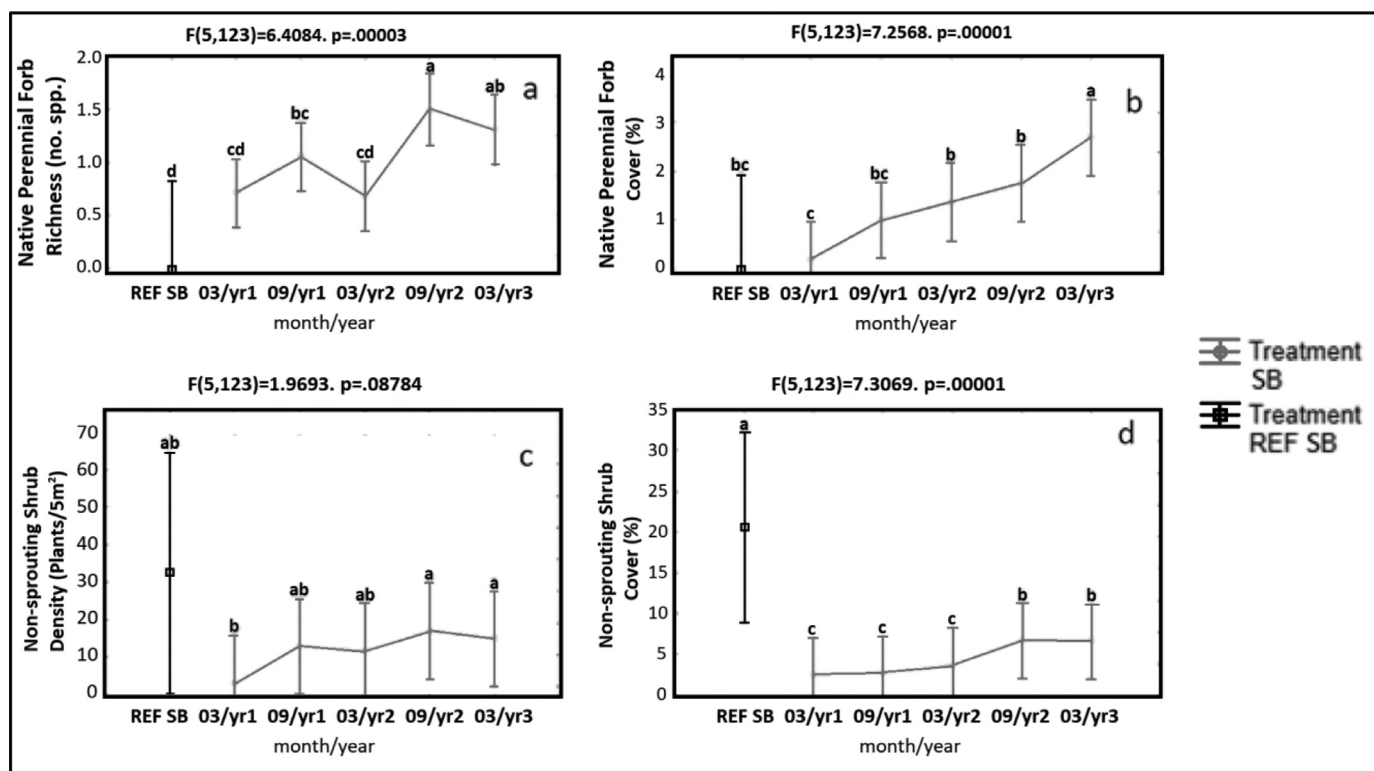 F(5,123)=6.4084. p=.00003
Native Perennial Forb
Richness (no. spp.)
2.0
1.5
1.0
0.5
0.0
d
cd
bc
cd
a
ab
a
REF SB 03/yr1 09/yr1 03/yr2 09/yr2 03/yr3
month/year
F(5,123)=7.2568. p=.00001
Native Perennial Forb
Cover (%)
4
3
2
1
0
bc
c
bc
b
b
a
b
REF SB 03/yr1 09/yr1 03/yr2 09/yr2 03/yr3
month/year
F(5,123)=1.9693. p=.08784
Non-sprouting Shrub
Density (Plants/5m²)
70
60
50
40
30
20
10
0
ab
b
ab
ab
a
a
c
REF SB 03/yr1 09/yr1 03/yr2 09/yr2 03/yr3
month/year
F(5,123)=7.3069. p=.00001
Non-sprouting Shrub
Cover (%)
35
30
25
20
15
10
5
0
a
c
c
c
b
b
d
REF SB 03/yr1 09/yr1 03/yr2 09/yr2 03/yr3
month/year
Treatment
SB
Treatment
REF SB